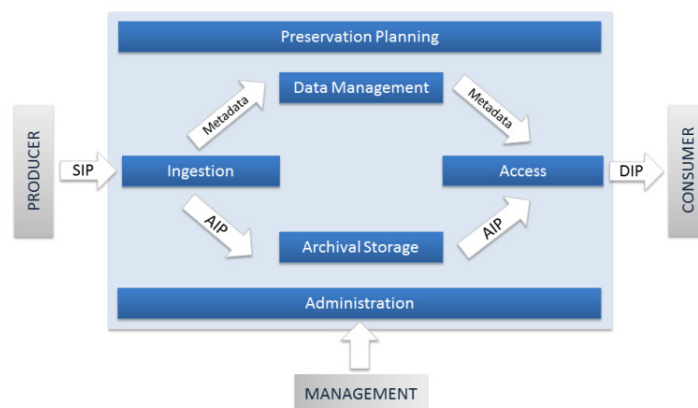 Preservation Planning
Data Management
Metadata
Metadata
PRODUCER
SIP
Ingestion
Access
DIP
CONSUMER
AIP
AIP
Archival Storage
Administration
MANAGEMENT